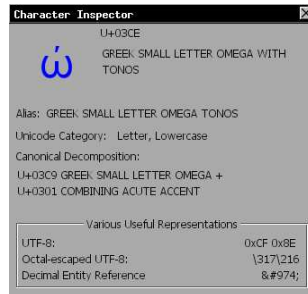 Character Inspector
U+03CE
ώ
GREEK SMALL LETTER OMEGA WITH
TONOS
Alias: GREEK SMALL LETTER OMEGA TONOS
Unicode Category: Letter, Lowercase
Canonical Decomposition:
U+03C9 GREEK SMALL LETTER OMEGA +
U+0301 COMBINING ACUTE ACCENT
Various Useful Representations
UTF-8: 0xCF 0x8E
Octal-escaped UTF-8: \317\216
Decimal Entity Reference &#974;